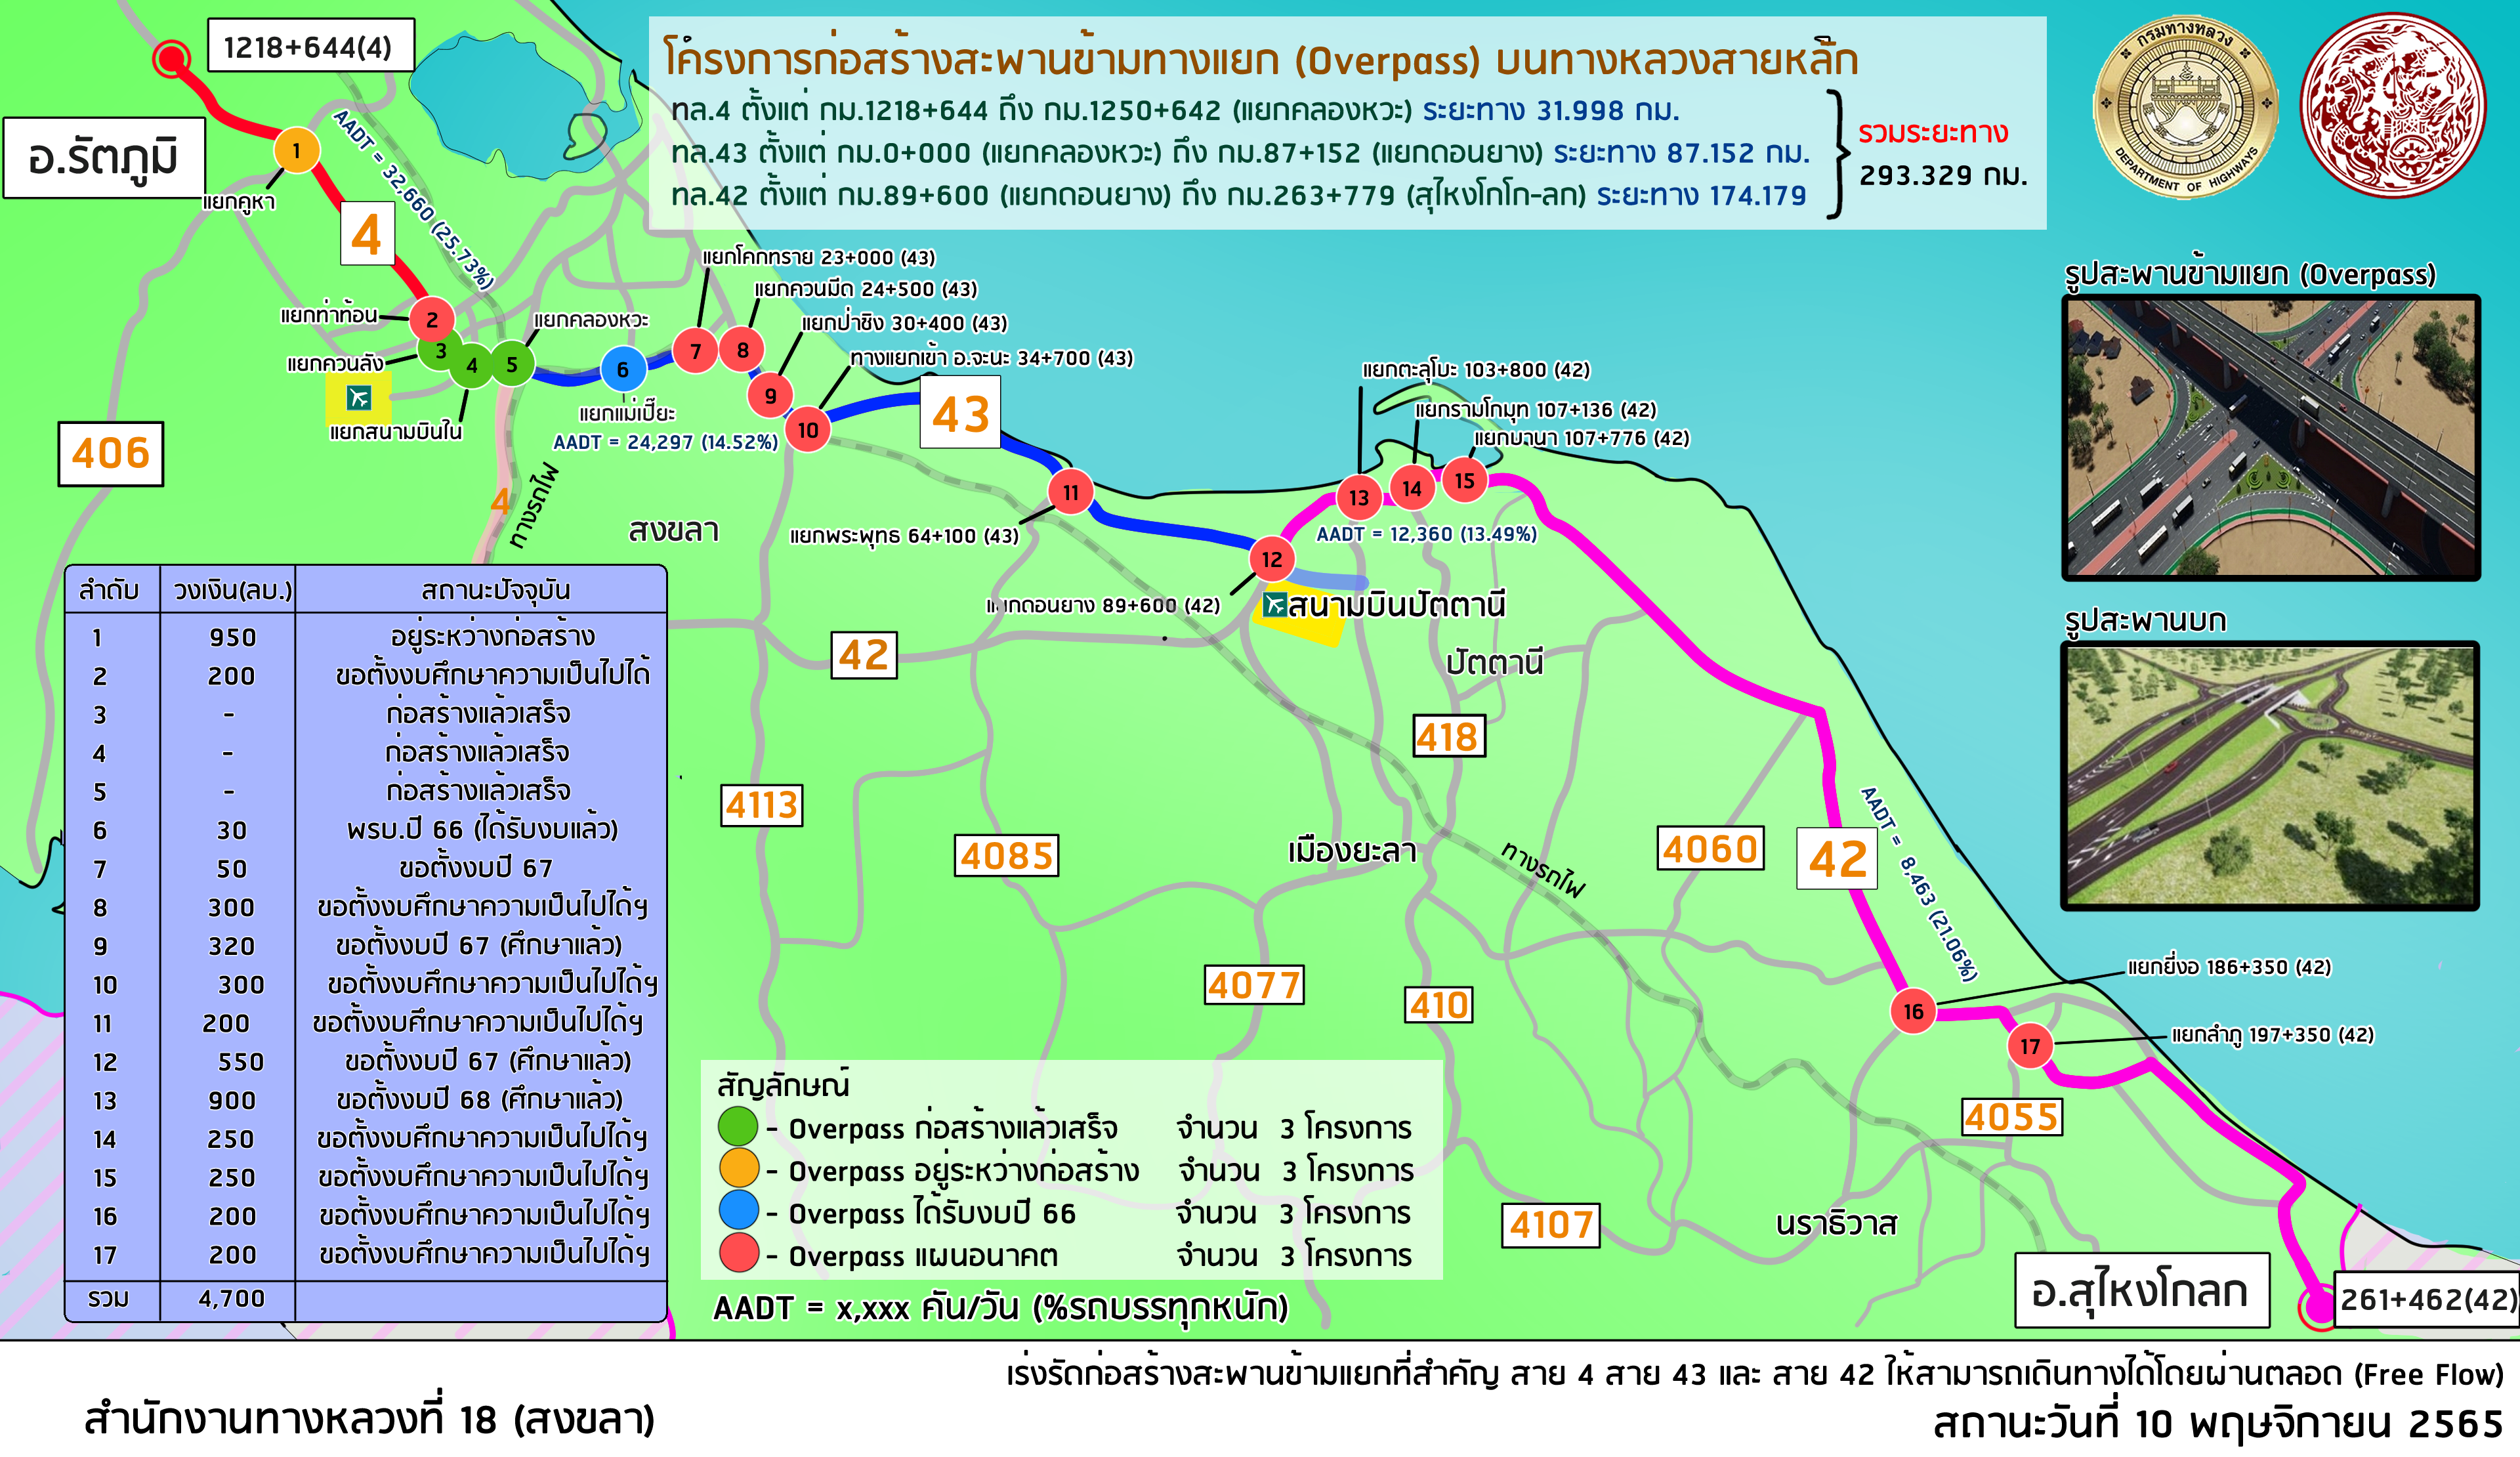 โครงการก่อสร้างสะพานข้ามทางแยก (Overpass) บนทางหลวงสายหลัก
ทล.4 ตั้งแต่ กม.1218+644 ถึง กม.1250+642 (แยกคลองหวะ) ระยะทาง 31.998 กม.
ทล.43 ตั้งแต่ กม.0+000 (แยกคลองหวะ) ถึง กม.87+152 (แยกดอนยาง) ระยะทาง 87.152 กม.
ทล.42 ตั้งแต่ กม.89+600 (แยกดอนยาง) ถึง กม.263+779 (สุไหงโกโก-ลก) ระยะทาง 174.179
รวมระยะทาง
293.329 กม.
กรมทางหลวง
DEPARTMENT OF HIGHWAYS
1218+644(4)
อ.รัตภูมิ
1
แยกคูหา
AADT = 32,660 (25.73%)
4
แยกท่าท้อน
2
3
4
5
แยกควนลัง
แยกสนามบินใน
แยกคลองหวะ
6
แยกแม่เปี๊ยะ
AADT = 24,297 (14.52%)
แยกโคกทราย 23+000 (43)
แยกควนมีด 24+500 (43)
แยกป่าชิง 30+400 (43)
ทางแยกเข้า อ.จะนะ 34+700 (43)
7
8
9
10
43
406
4
ทางรถไฟ
สงขลา
11
แยกพระพุทธ 64+100 (43)
แยกตะลุโบะ 103+800 (42)
แยกรามโกมุท 107+136 (42)
แยกบานา 107+776 (42)
13
14
15
AADT = 12,360 (13.49%)
12
แยกดอนยาง 89+600 (42)
สนามบินปัตตานี
ปัตตานี
42
418
4113
4085
เมืองยะลา
ทางรถไฟ
4060
42
AADT = 8,463 (21.06%)
4077
410
แยกยี่งอ 186+350 (42)
16
แยกลำภู 197+350 (42)
17
4055
4107
นราธิวาส
อ.สุไหงโกลก
261+462(42)
รูปสะพานข้ามแยก (Overpass)
รูปสะพานบก
ลำดับ วงเงิน(ลบ.) สถานะปัจจุบัน
1 950 อยู่ระหว่างก่อสร้าง
2 200 ขอตั้งงบศึกษาความเป็นไปได้
3 - ก่อสร้างแล้วเสร็จ
4 - ก่อสร้างแล้วเสร็จ
5 - ก่อสร้างแล้วเสร็จ
6 30 พรบ.ปี 66 (ได้รับงบแล้ว)
7 50 ขอตั้งงบปี 67
8 300 ขอตั้งงบศึกษาความเป็นไปได้ฯ
9 320 ขอตั้งงบปี 67 (ศึกษาแล้ว)
10 300 ขอตั้งงบศึกษาความเป็นไปได้ฯ
11 200 ขอตั้งงบศึกษาความเป็นไปได้ฯ
12 550 ขอตั้งงบปี 67 (ศึกษาแล้ว)
13 900 ขอตั้งงบปี 68 (ศึกษาแล้ว)
14 250 ขอตั้งงบศึกษาความเป็นไปได้ฯ
15 250 ขอตั้งงบศึกษาความเป็นไปได้ฯ
16 200 ขอตั้งงบศึกษาความเป็นไปได้ฯ
17 200 ขอตั้งงบศึกษาความเป็นไปได้ฯ
รวม 4,700
สัญลักษณ์
- Overpass ก่อสร้างแล้วเสร็จ จำนวน 3 โครงการ
- Overpass อยู่ระหว่างก่อสร้าง จำนวน 3 โครงการ
- Overpass ได้รับงบปี 66 จำนวน 3 โครงการ
- Overpass แผนอนาคต จำนวน 3 โครงการ
AADT = x,xxx คัน/วัน (%รถบรรทุกหนัก)
เร่งรัดก่อสร้างสะพานข้ามแยกที่สำคัญ สาย 4 สาย 43 และ สาย 42 ให้สามารถเดินทางได้โดยผ่านตลอด (Free Flow)
สำนักงานทางหลวงที่ 18 (สงขลา)
สถานะวันที่ 10 พฤษจิกายน 2565